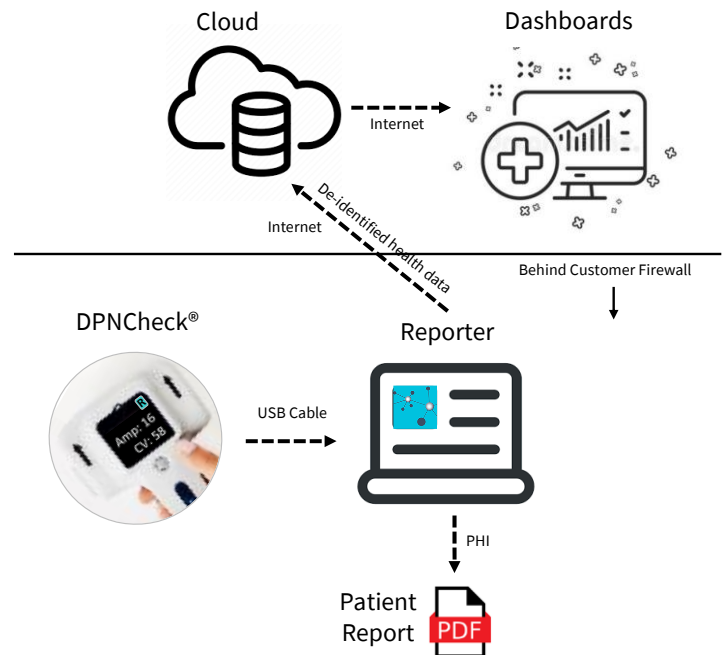 Cloud
Dashboards
Internet
De-identified health data
Internet
Behind Customer Firewall
DPNCheck®
Reporter
R
Amp: 16
CV: 58
USB Cable
PHI
Patient
Report
PDF